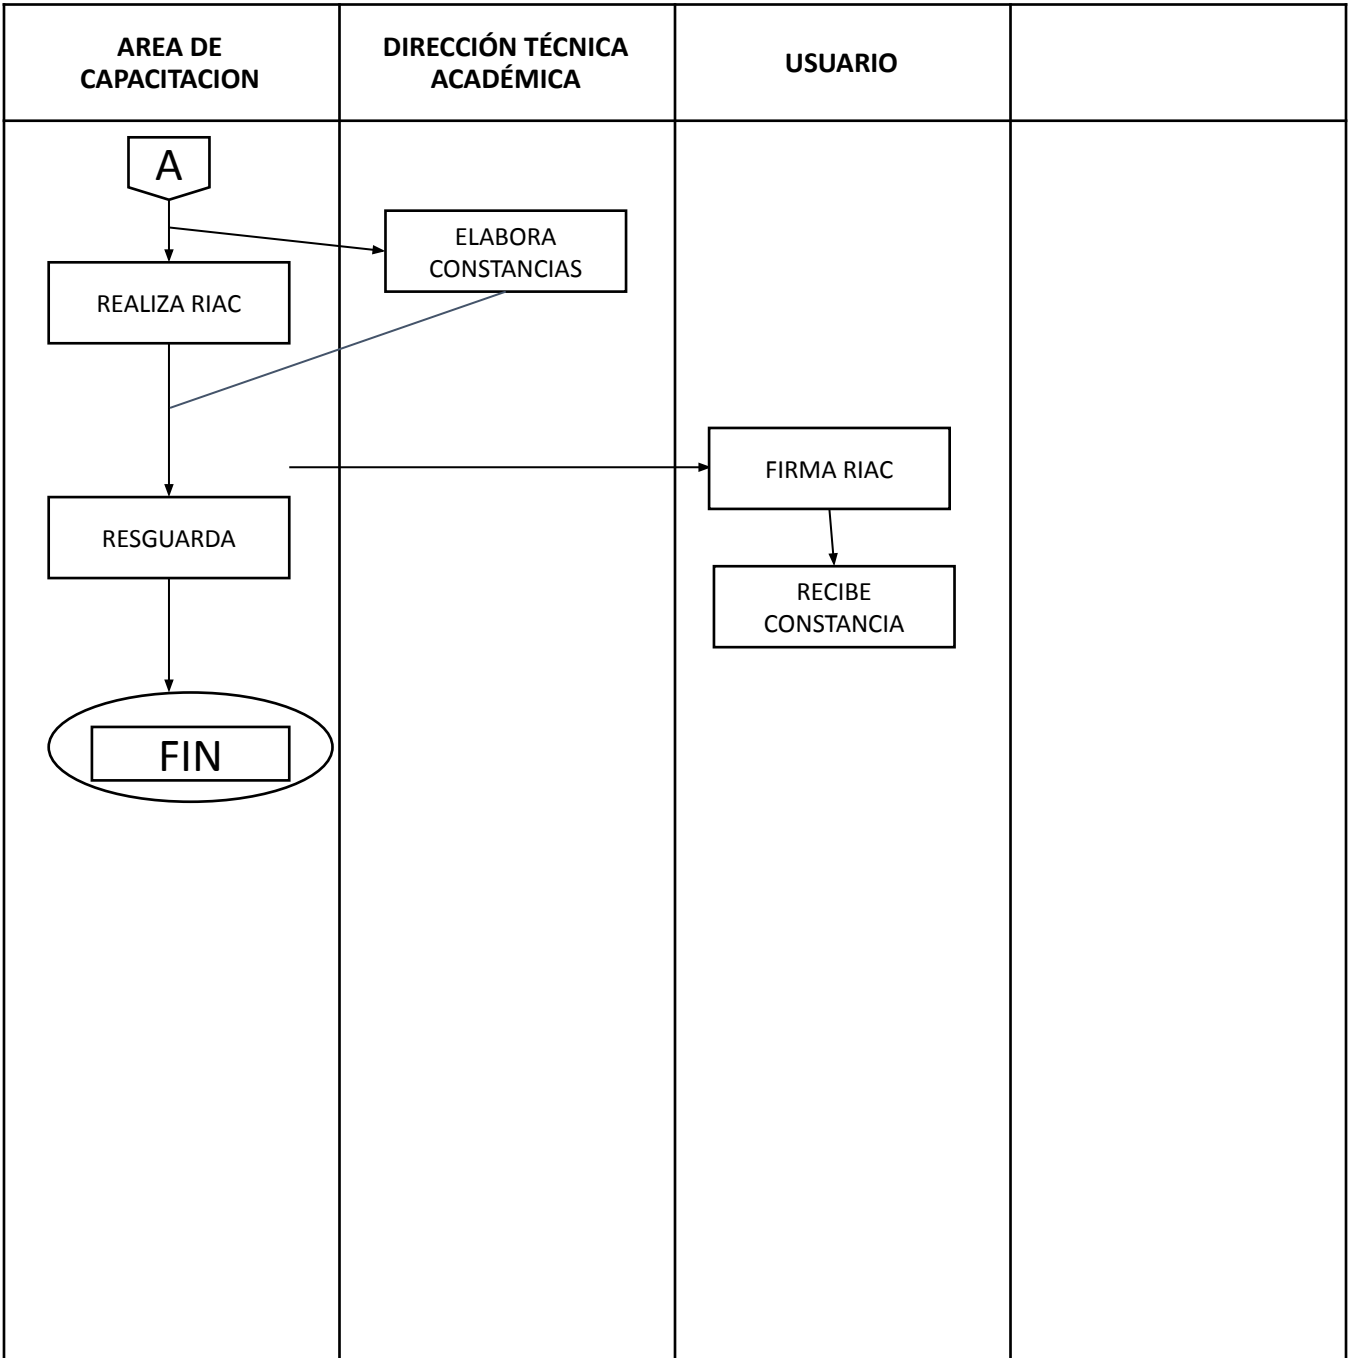 AREA DE
CAPACITACION
DIRECCIÓN TÉCNICA
ACADÉMICA
USUARIO
A
ELABORA
CONSTANCIAS
REALIZA RIAC
FIRMA RIAC
RESGUARDA
RECIBE
CONSTANCIA
FIN